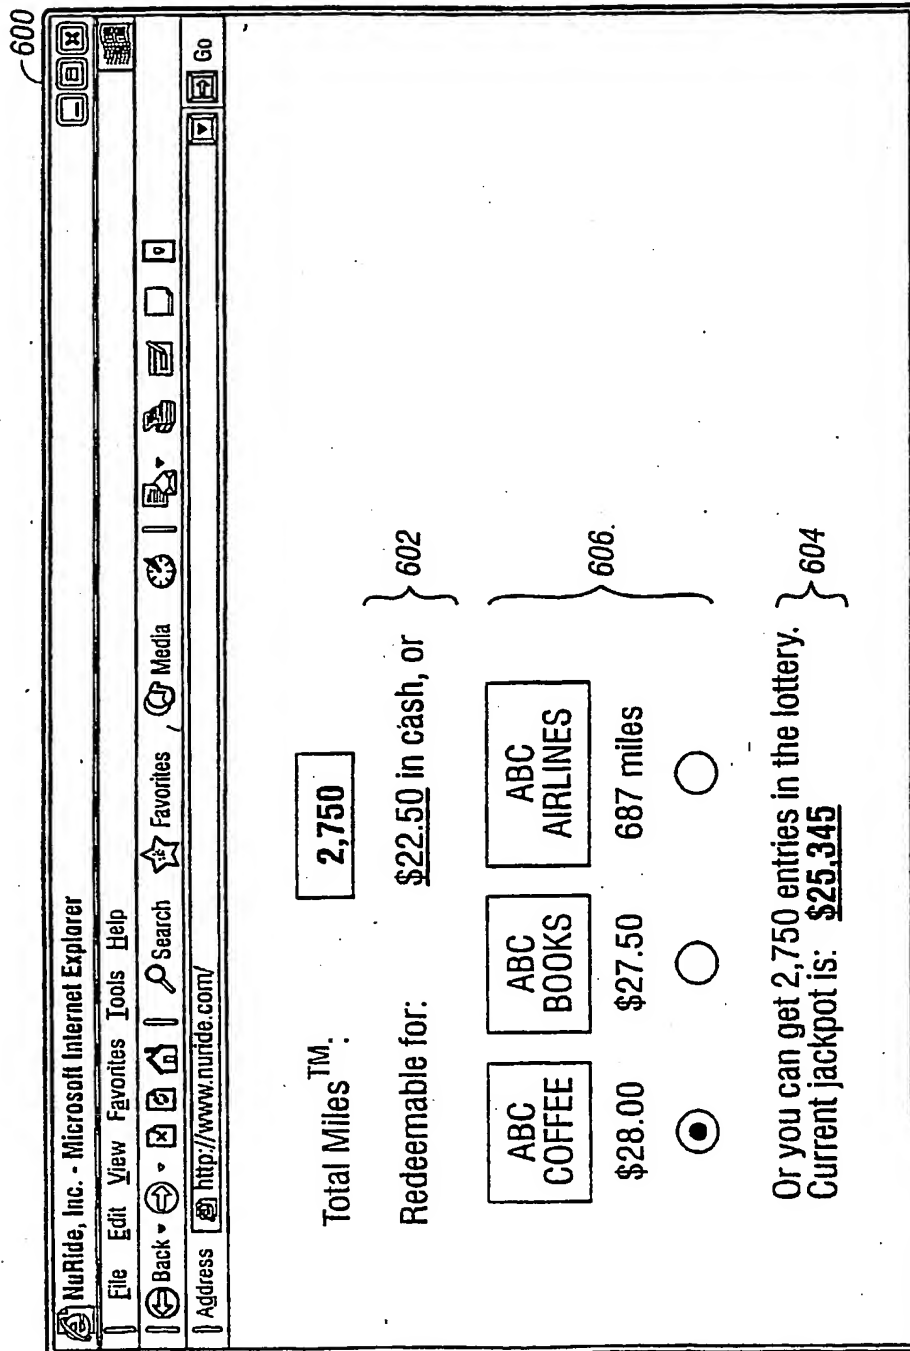 600
NuRide, Inc. - Microsoft Internet Explorer
File Edit View Favorites Tools Help
Back Search Favorites Media
Address http://www.nuride.com/ Go
Total Miles™: 2,750
Redeemable for: $22.50 in cash, or 602
ABC COFFEE ABC BOOKS ABC AIRLINES
$28.00 $27.50 687 miles
606.
Or you can get 2,750 entries in the lottery.
Current jackpot is: $25,345
604